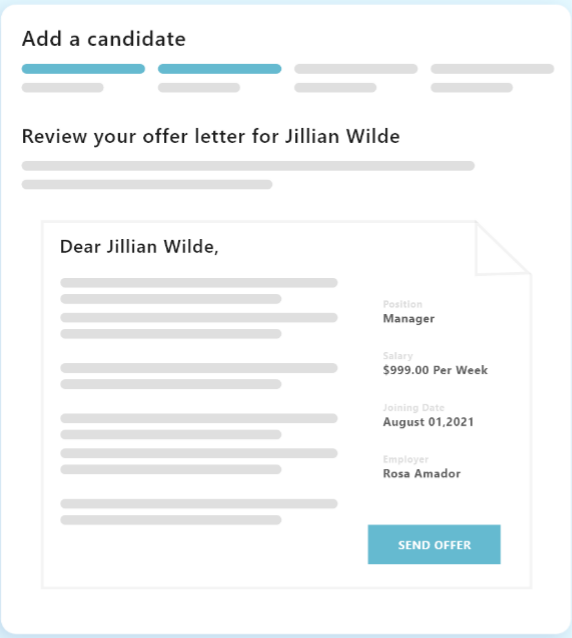 Add a candidate
Review your offer letter for Jillian Wilde
Dear Jillian Wilde,
Position
Manager
Salary
$999.00 Per Week
Joining Date
August 01,2021
Employer
Rosa Amador
SEND OFFER